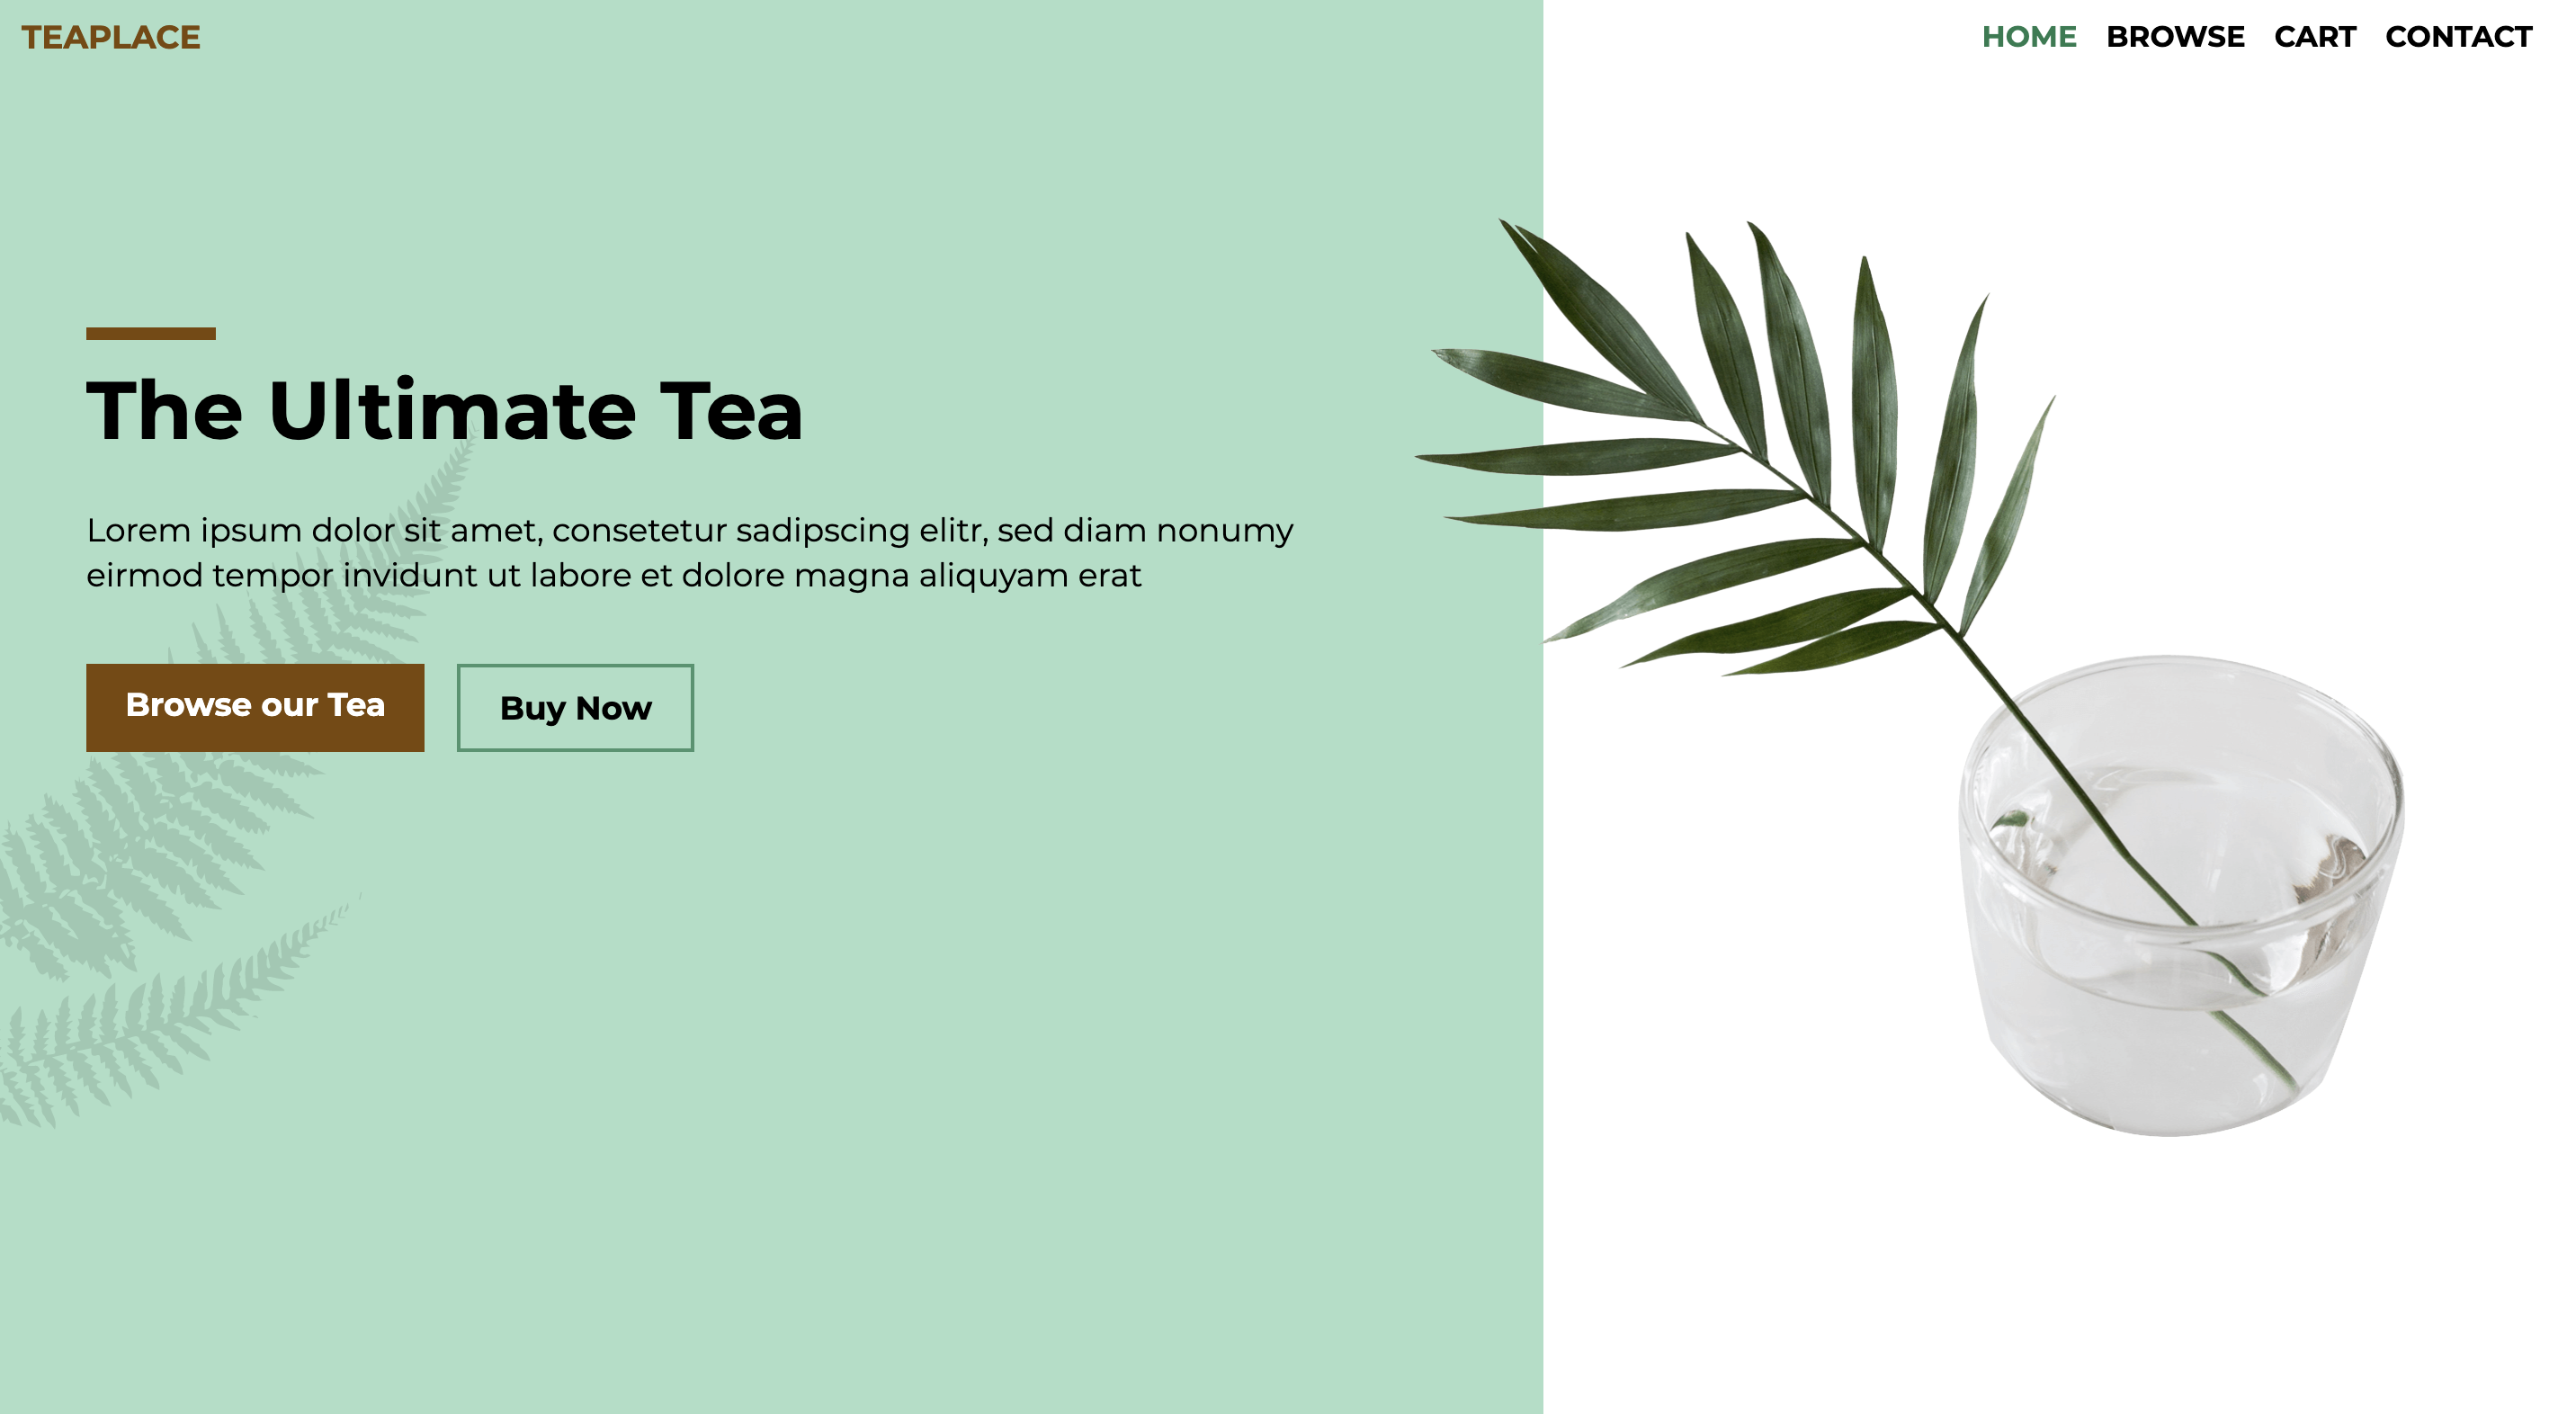 TEAPLACE
HOME BROWSE CART CONTACT
The Ultimate Tea
Lorem ipsum dolor sit amet, consetetur sadipscing elitr, sed diam nonumy
eirmod tempor invidunt ut labore et dolore magna aliquyam erat
Browse our Tea
Buy Now